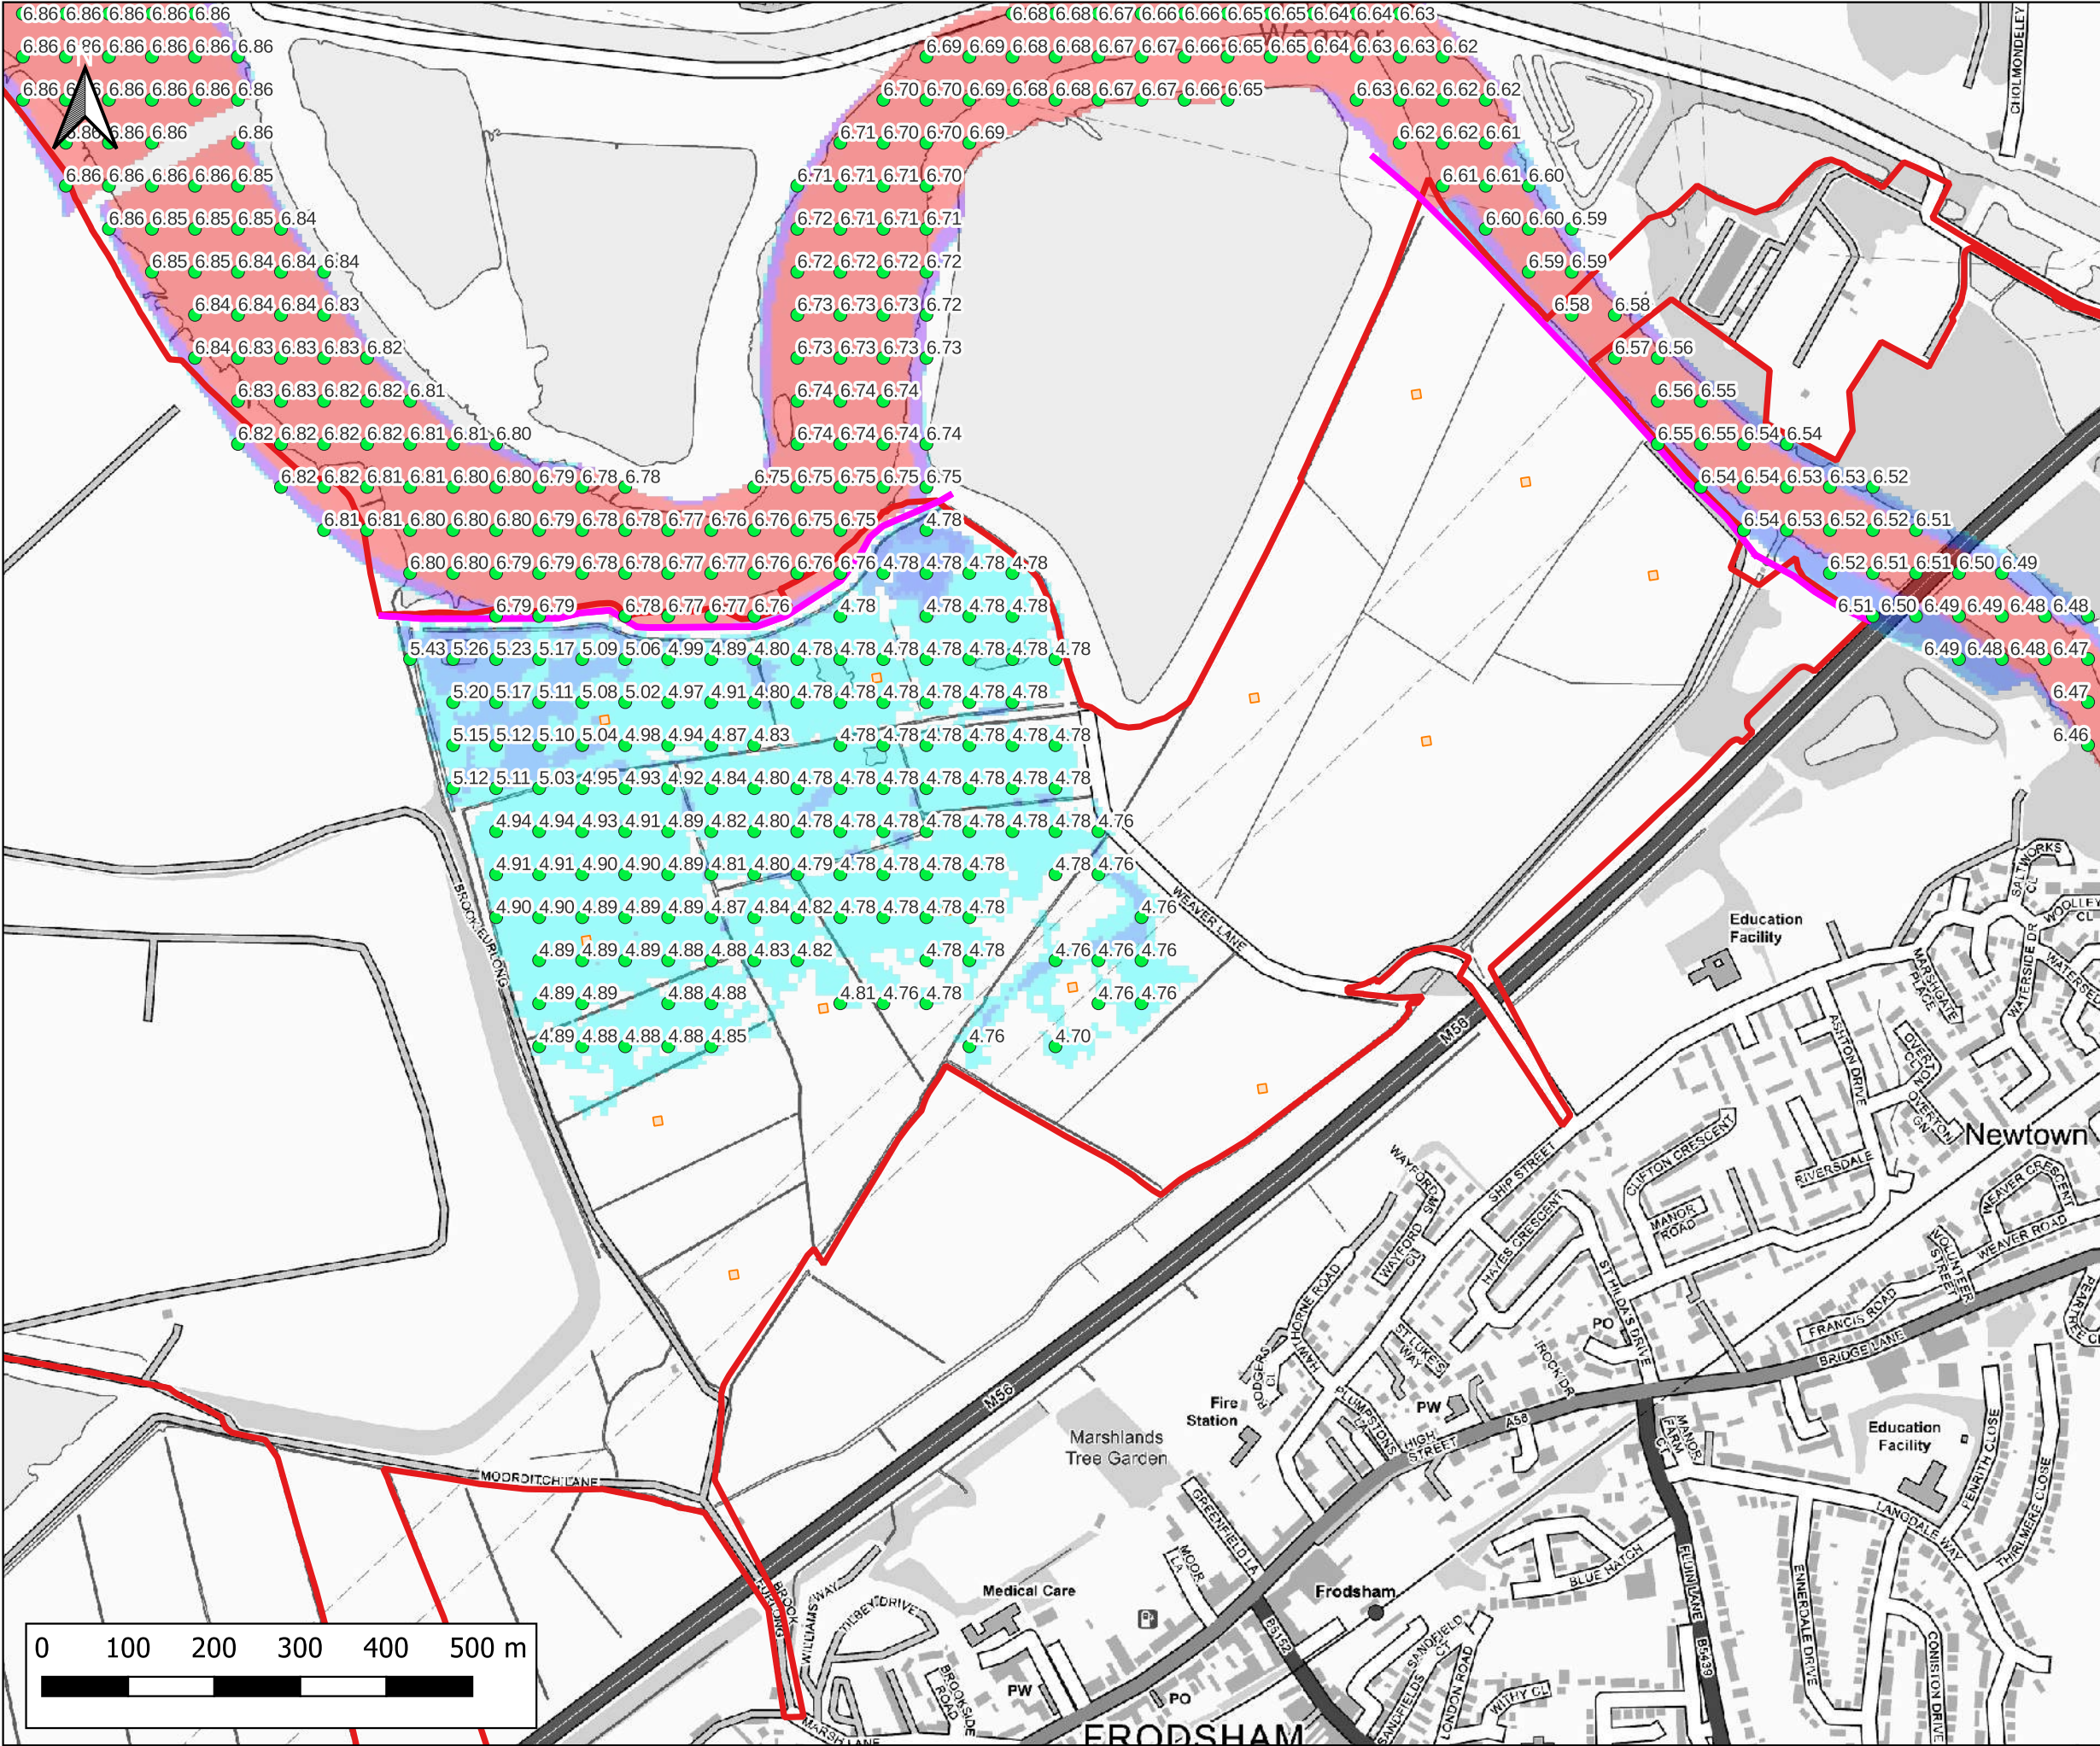 6.86 6.86 6.86 6.86 6.86
6.68 6.68 6.67 6.66 6.66 6.65 6.65 6.64 6.64 6.63
Weaver
6.86 6.86 6.86 6.86 6.86 6.86
N
6.69 6.69 6.68 6.68 6.67 6.67 6.66 6.65 6.65 6.64 6.63 6.63 6.62
CHOLMONDELEY
6.86 6.86 6.86 6.86 6.86 6.86
6.70 6.70 6.69 6.68 6.68 6.67 6.67 6.66 6.65
6.63 6.62 6.62 6.62
6.86 6.86 6.86 6.86
6.71 6.70 6.70 6.69
6.62 6.62 6.61
6.86 6.86 6.86 6.86 6.85
6.71 6.71 6.71 6.70
6.61 6.61 6.60
6.86 6.85 6.85 6.85 6.84
6.72 6.71 6.71 6.71
6.60 6.60 6.59
6.85 6.85 6.84 6.84 6.84
6.72 6.72 6.72 6.72
6.59 6.59
6.84 6.84 6.84 6.83
6.73 6.73 6.73 6.72
6.58 6.58
6.84 6.83 6.83 6.83 6.82
6.73 6.73 6.73 6.73
6.57 6.56
6.83 6.83 6.82 6.82 6.81
6.74 6.74 6.74
6.56 6.55
6.82 6.82 6.82 6.82 6.81 6.81 6.80
6.74 6.74 6.74 6.74
6.55 6.55 6.54 6.54
6.82 6.82 6.81 6.81 6.80 6.80 6.79 6.78 6.78
6.75 6.75 6.75 6.75 6.75
6.54 6.54 6.53 6.53 6.52
6.81 6.81 6.80 6.80 6.80 6.79 6.78 6.78 6.77 6.76 6.76 6.75 6.75
4.78
6.54 6.53 6.52 6.52 6.51
6.80 6.80 6.79 6.79 6.78 6.78 6.77 6.77 6.76 6.76 6.76 4.78 4.78 4.78 4.78
6.52 6.51 6.51 6.50 6.49
6.79 6.79
6.78 6.77 6.77 6.76
4.78
4.78 4.78 4.78
6.51 6.50 6.49 6.49 6.48 6.48
5.43 5.26 5.23 5.17 5.09 5.06 4.99 4.89 4.80 4.78 4.78 4.78 4.78 4.78 4.78 4.78
6.49 6.48 6.48 6.47
5.20 5.17 5.11 5.08 5.02 4.97 4.91 4.80 4.78 4.78 4.78 4.78 4.78 4.78
6.47
5.15 5.12 5.10 5.04 4.98 4.94 4.87 4.83
4.78 4.78 4.78 4.78 4.78 4.78
6.46
5.12 5.11 5.03 4.95 4.93 4.92 4.84 4.80 4.78 4.78 4.78 4.78 4.78 4.78 4.78
4.94 4.94 4.93 4.91 4.89 4.82 4.80 4.78 4.78 4.78 4.78 4.78 4.78 4.78 4.76
4.91 4.91 4.90 4.90 4.89 4.81 4.80 4.79 4.78 4.78 4.78 4.78
4.78 4.76
4.90 4.90 4.89 4.89 4.89 4.87 4.84 4.82 4.78 4.78 4.78 4.78
4.76
4.89 4.89 4.89 4.88 4.88 4.83 4.82
4.78 4.78
4.76 4.76 4.76
4.89 4.89
4.88 4.88
4.81 4.76 4.78
4.76 4.76
4.89 4.88 4.88 4.88 4.85
4.76
4.70
BROCK FURLONG
WEAVER LANE
M56
Education
Facility
SALTWORKS
CL
WOOLLEY
CL
WATERSIDE DR
MARSHGATE
PLACE
ASHTON DRIVE
OVERTON
GN
Newtown
SHIP STREET
WAYFORD
MS
WAYFORD
CL
CLIFTON CRESCENT
RIVERSDALE
MANOR
ROAD
HAYES CRESCENT
WEAVER CRESCENT
WEAVER ROAD
VOLUNTEER
STREET
ST HILDA'S DRIVE
HAWTHORNE ROAD
RODGERS
CL
ST LUKE'S
WAY
PO
FRANCIS ROAD
BRIDGE LANE
IROCK DR
PLUMPSTONS
LA
Fire
Station
PW
A56
HIGH
STREET
MANOR
FARM
CT
Education
Facility
PENRITH CLOSE
THIRLMERE CLOSE
LANGDALE WAY
M56
Marshlands
Tree Garden
MOORDITCH LANE
GREENFIELD LA
MOOR
LA
BLUE HATCH
FLUIN LANE
B5439
ENNERDALE DRIVE
CONISTON DRIVE
Medical Care
Frodsham
B5152
BROOK
FURLONG
WILLIAMS WAY
TILBEY DRIVE
BROOKSIDE
ROAD
PW
PO
SANDFIELD
CT
SANDFIELDS
LONDON ROAD
WITHY CL
MARSH LANE
FRODSHAM
0 100 200 300 400 500 m